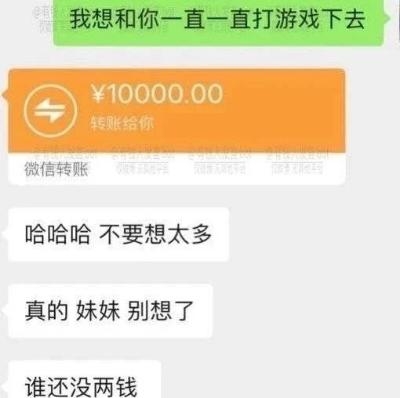 我想和你一直一直打游戏下去
¥10000.00
转账给你
微信转账
哈哈哈 不要想太多
真的 妹妹 别想了
谁还没两钱